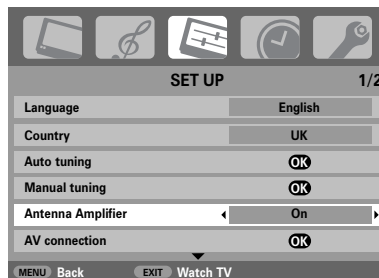 SET UP 1/2
Language English
Country UK
Auto tuning OK
Manual tuning OK
Antenna Amplifier On
AV connection OK
MENU Back EXIT Watch TV